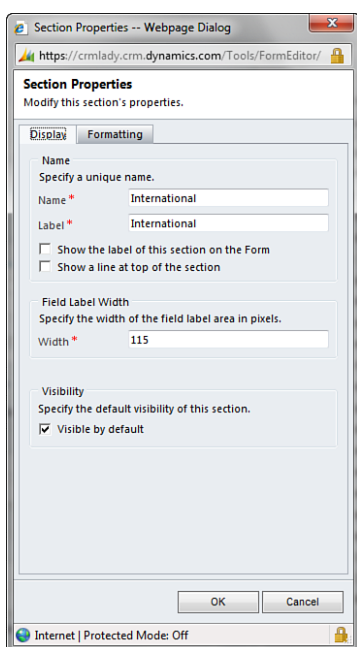 Section Properties -- Webpage Dialog
https://crmlady.crm.dynamics.com/Tools/FormEditor/
Section Properties
Modify this section's properties.
Display Formatting
Name
Specify a unique name.
Name * International
Label * International
Show the label of this section on the Form
Show a line at top of the section
Field Label Width
Specify the width of the field label area in pixels.
Width * 115
Visibility
Specify the default visibility of this section.
Visible by default
OK Cancel
Internet | Protected Mode: Off